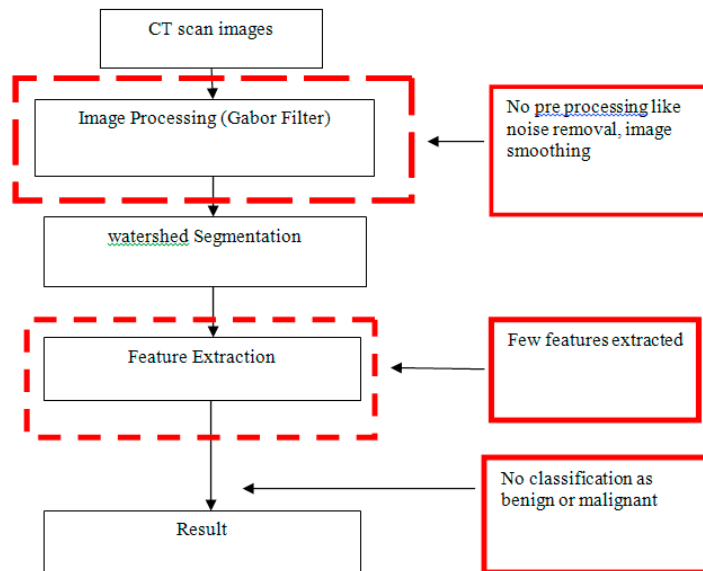 CT scan images
Image Processing (Gabor Filter)
No pre processing like
noise removal, image
smoothing
watershed Segmentation
Feature Extraction
Few features extracted
No classification as
benign or malignant
Result